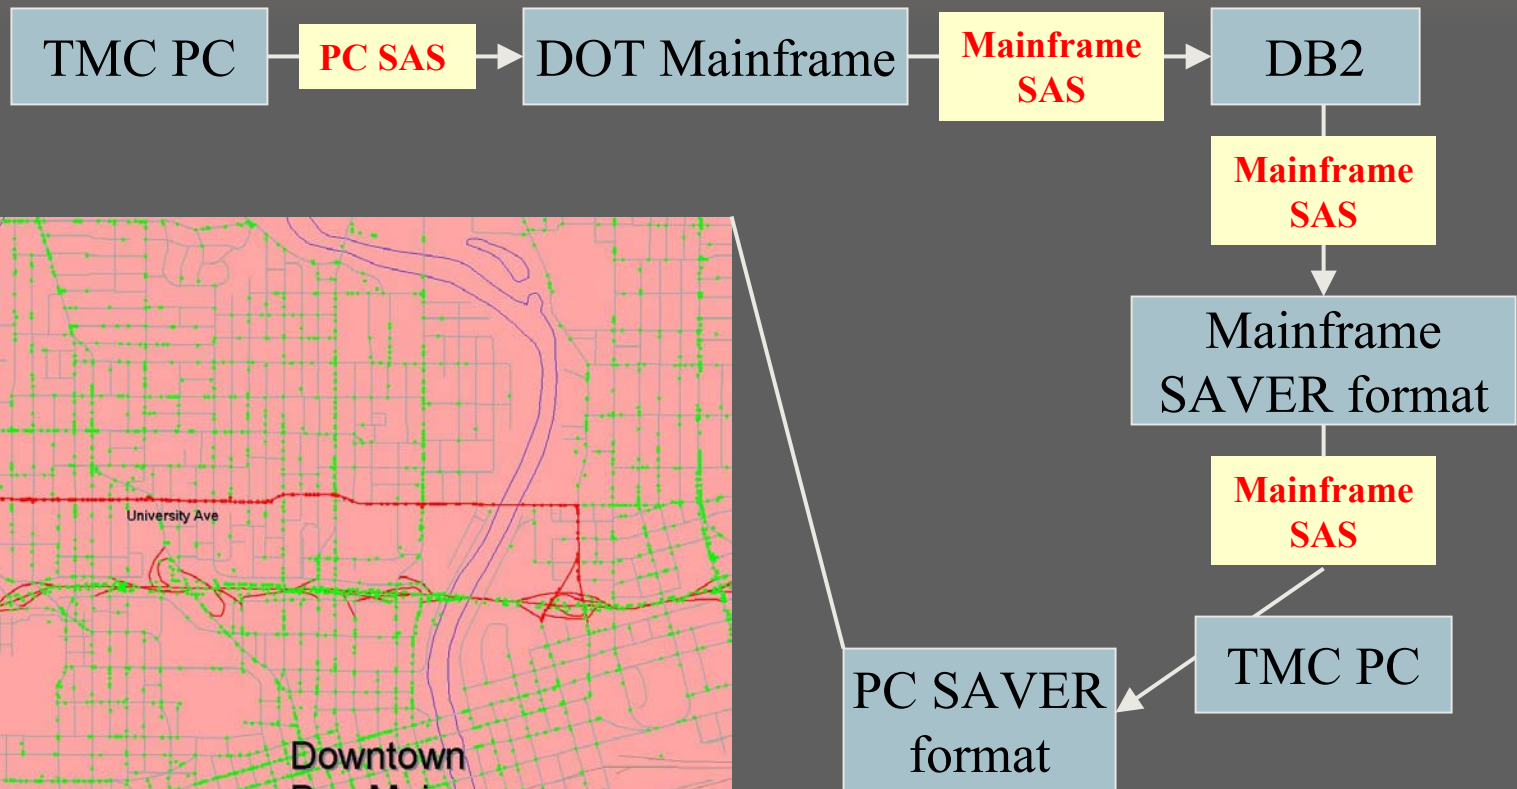 TMC PC
PC SAS
DOT Mainframe
Mainframe
SAS
DB2
Mainframe
SAS
Mainframe
SAVER format
Mainframe
SAS
TMC PC
PC SAVER
format
University Ave
Downtown